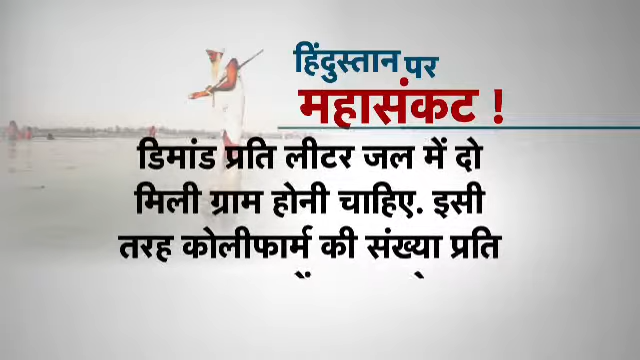 हिंदुस्तान पर
महासंकट !
डिमांड प्रति लीटर जल में दो
मिली ग्राम होनी चाहिए. इसी
तरह कोलीफार्म की संख्या प्रति